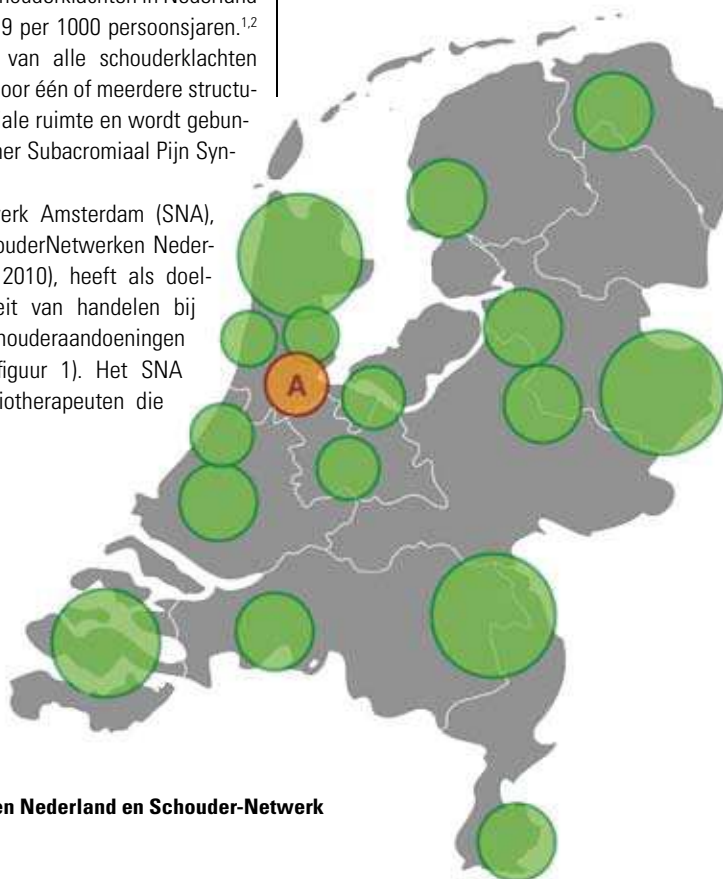 houderklachten in Nederland
9 per 1000 persoonsjaren.1,2
van alle schouderklachten
oor één of meerdere structu-
ale ruimte en wordt gebun-
ner Subacromiaal Pijn Syn-
erk Amsterdam (SNA),
ouderNetwerken Neder-
2010), heeft als doel-
eit van handelen bij
houderaandoeningen
figuur 1). Het SNA
iotherapeuten die
A
en Nederland en Schouder-Netwerk